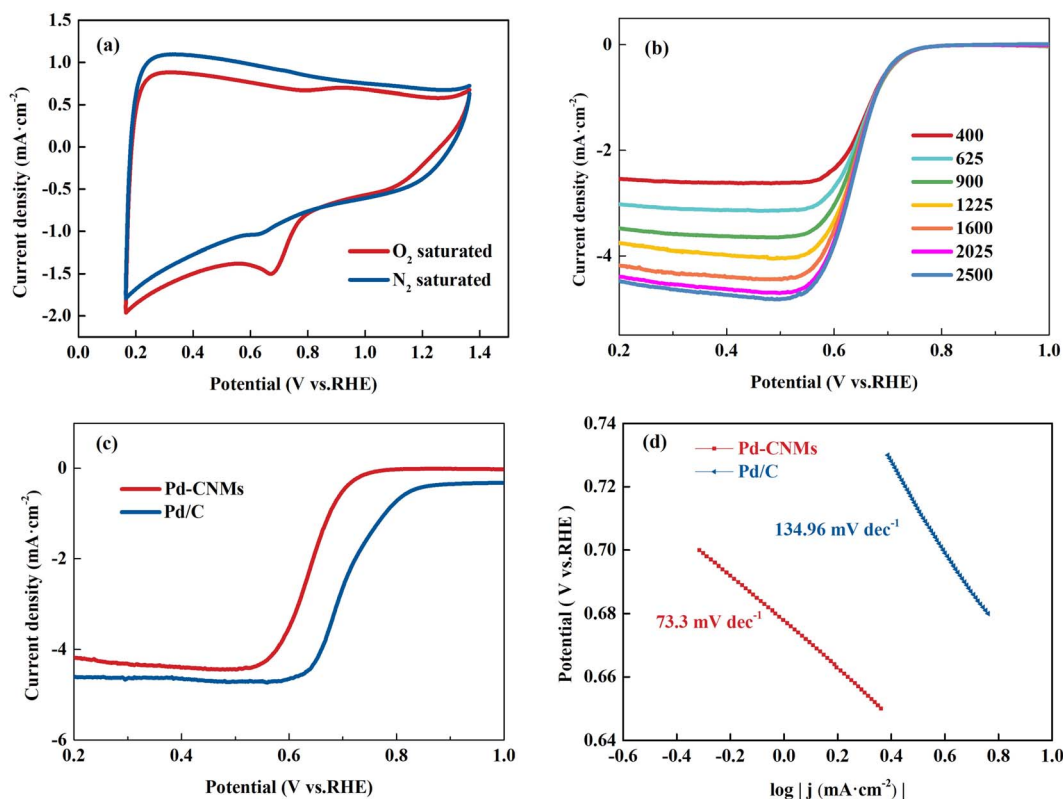 (a)
1.5
1.0
0.5
0.0
-0.5
-1.0
-1.5
-2.0
Current density (mA·cm⁻²)
O₂ saturated
N₂ saturated
0.0 0.2 0.4 0.6 0.8 1.0 1.2 1.4
Potential (V vs.RHE)
(b)
0
-2
-4
Current density (mA·cm⁻²)
400
625
900
1225
1600
2025
2500
0.2 0.4 0.6 0.8 1.0
Potential (V vs.RHE)
(c)
0
-2
-4
-6
Current density (mA·cm⁻²)
Pd-CNMs
Pd/C
0.2 0.4 0.6 0.8 1.0
Potential (V vs.RHE)
(d)
0.74
0.72
0.70
0.68
0.66
0.64
Potential ( V vs.RHE)
Pd-CNMs
Pd/C
134.96 mV dec⁻¹
73.3 mV dec⁻¹
-0.6 -0.4 -0.2 0.0 0.2 0.4 0.6 0.8 1.0
log | j (mA·cm⁻²) |